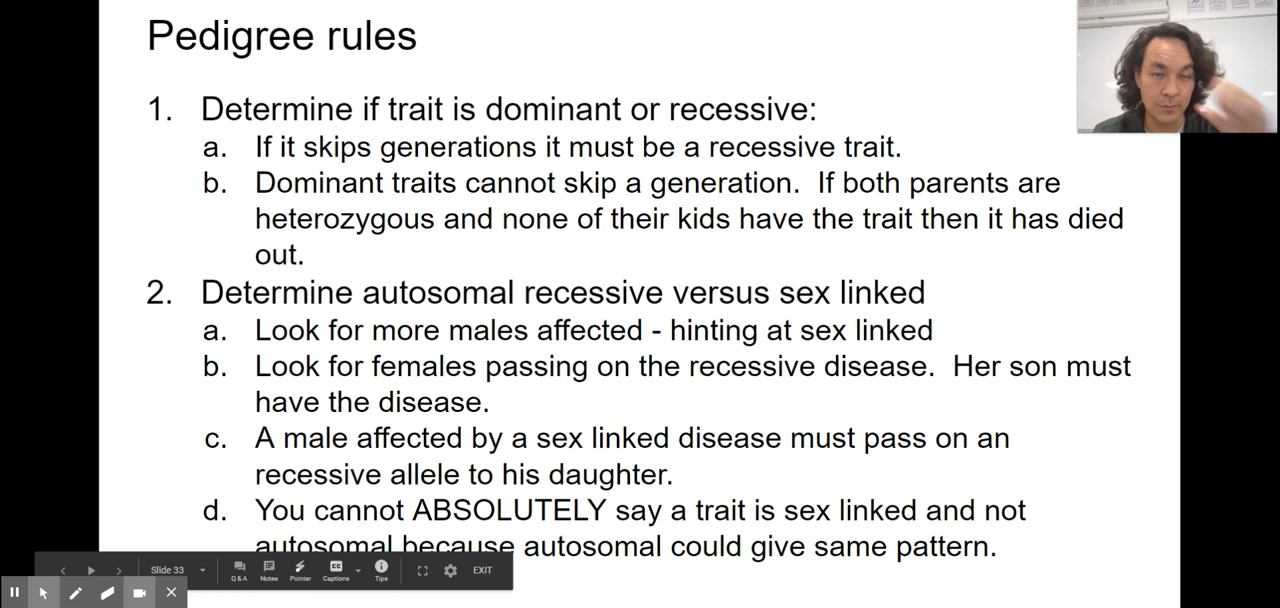 Pedigree rules
1. Determine if trait is dominant or recessive:
a. If it skips generations it must be a recessive trait.
b. Dominant traits cannot skip a generation. If both parents are
heterozygous and none of their kids have the trait then it has died
out.
2. Determine autosomal recessive versus sex linked
a. Look for more males affected - hinting at sex linked
b. Look for females passing on the recessive disease. Her son must
have the disease.
c. A male affected by a sex linked disease must pass on an
recessive allele to his daughter.
d. You cannot ABSOLUTELY say a trait is sex linked and not
autosomal because autosomal could give same pattern.
Slide 33
Q & A Notes Pointer Captions Tips
EXIT